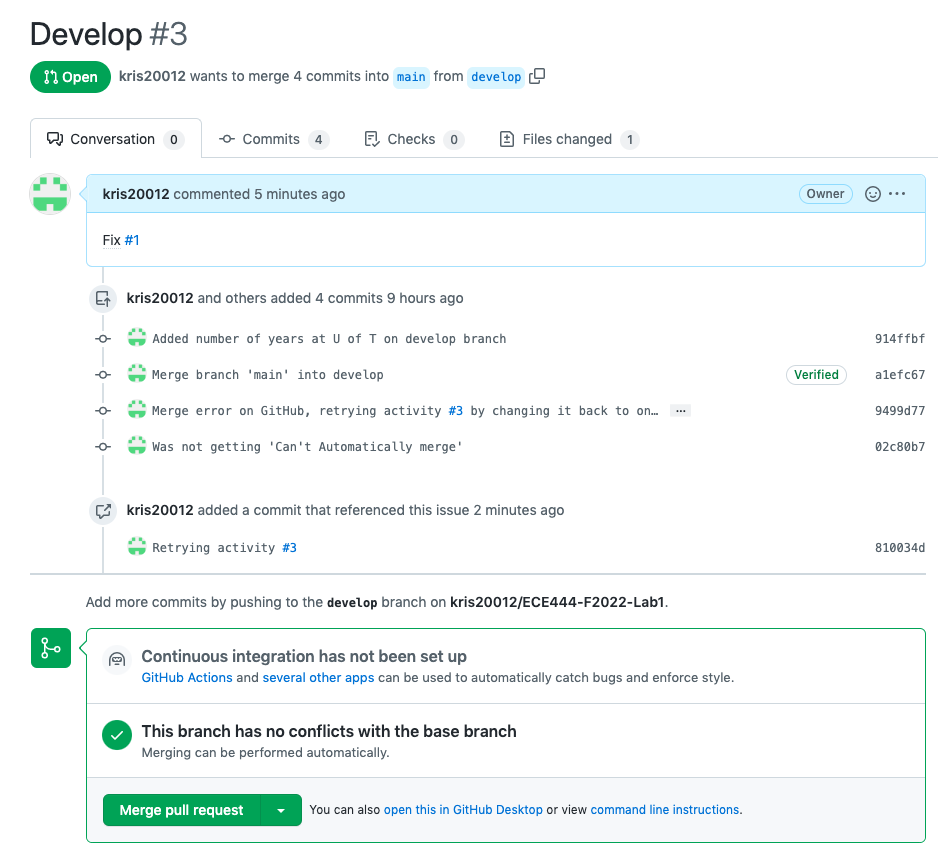 Develop #3
Open kris20012 wants to merge 4 commits into main from develop
Conversation 0 Commits 4 Checks 0 Files changed 1
kris20012 commented 5 minutes ago Owner ...
Fix #1
kris20012 and others added 4 commits 9 hours ago
Added number of years at U of T on develop branch 914ffbf
Merge branch 'main' into develop Verified a1efc67
Merge error on GitHub, retrying activity #3 by changing it back to on… ... 9499d77
Was not getting 'Can't Automatically merge' 02c80b7
kris20012 added a commit that referenced this issue 2 minutes ago
Retrying activity #3 810034d
Add more commits by pushing to the develop branch on kris20012/ECE444-F2022-Lab1.
Continuous integration has not been set up
GitHub Actions and several other apps can be used to automatically catch bugs and enforce style.
This branch has no conflicts with the base branch
Merging can be performed automatically.
Merge pull request You can also open this in GitHub Desktop or view command line instructions.